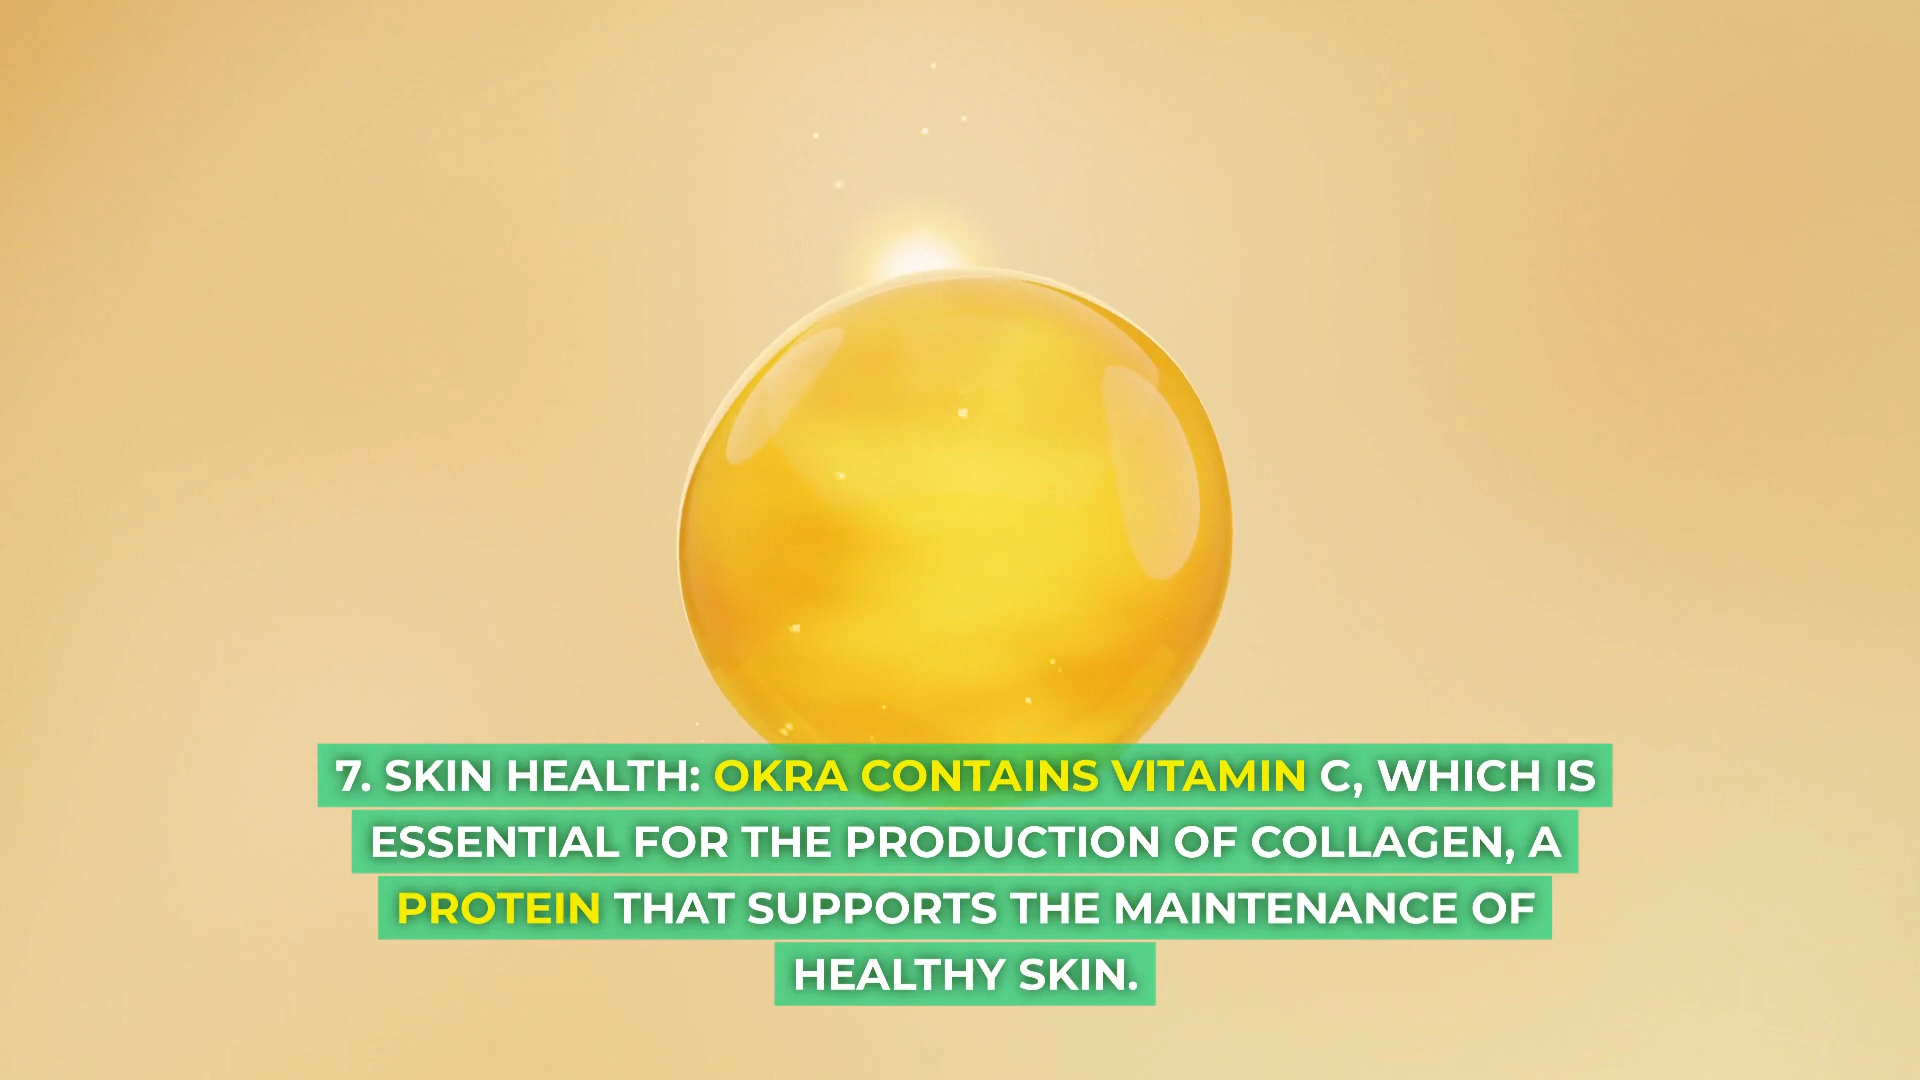 7. SKIN HEALTH: OKRA CONTAINS VITAMIN C, WHICH IS
ESSENTIAL FOR THE PRODUCTION OF COLLAGEN, A
PROTEIN THAT SUPPORTS THE MAINTENANCE OF
HEALTHY SKIN.